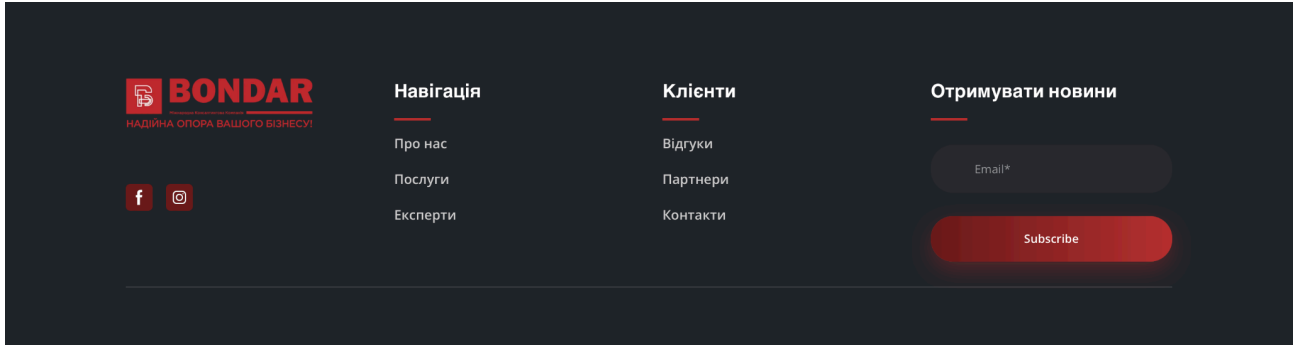 BONDAR
НАДІЙНА ОПОРА ВАШОГО БІЗНЕСУ!
Навігація
Про нас
Послуги
Експерти
Клієнти
Відгуки
Партнери
Контакти
Отримувати новини
Email*
Subscribe